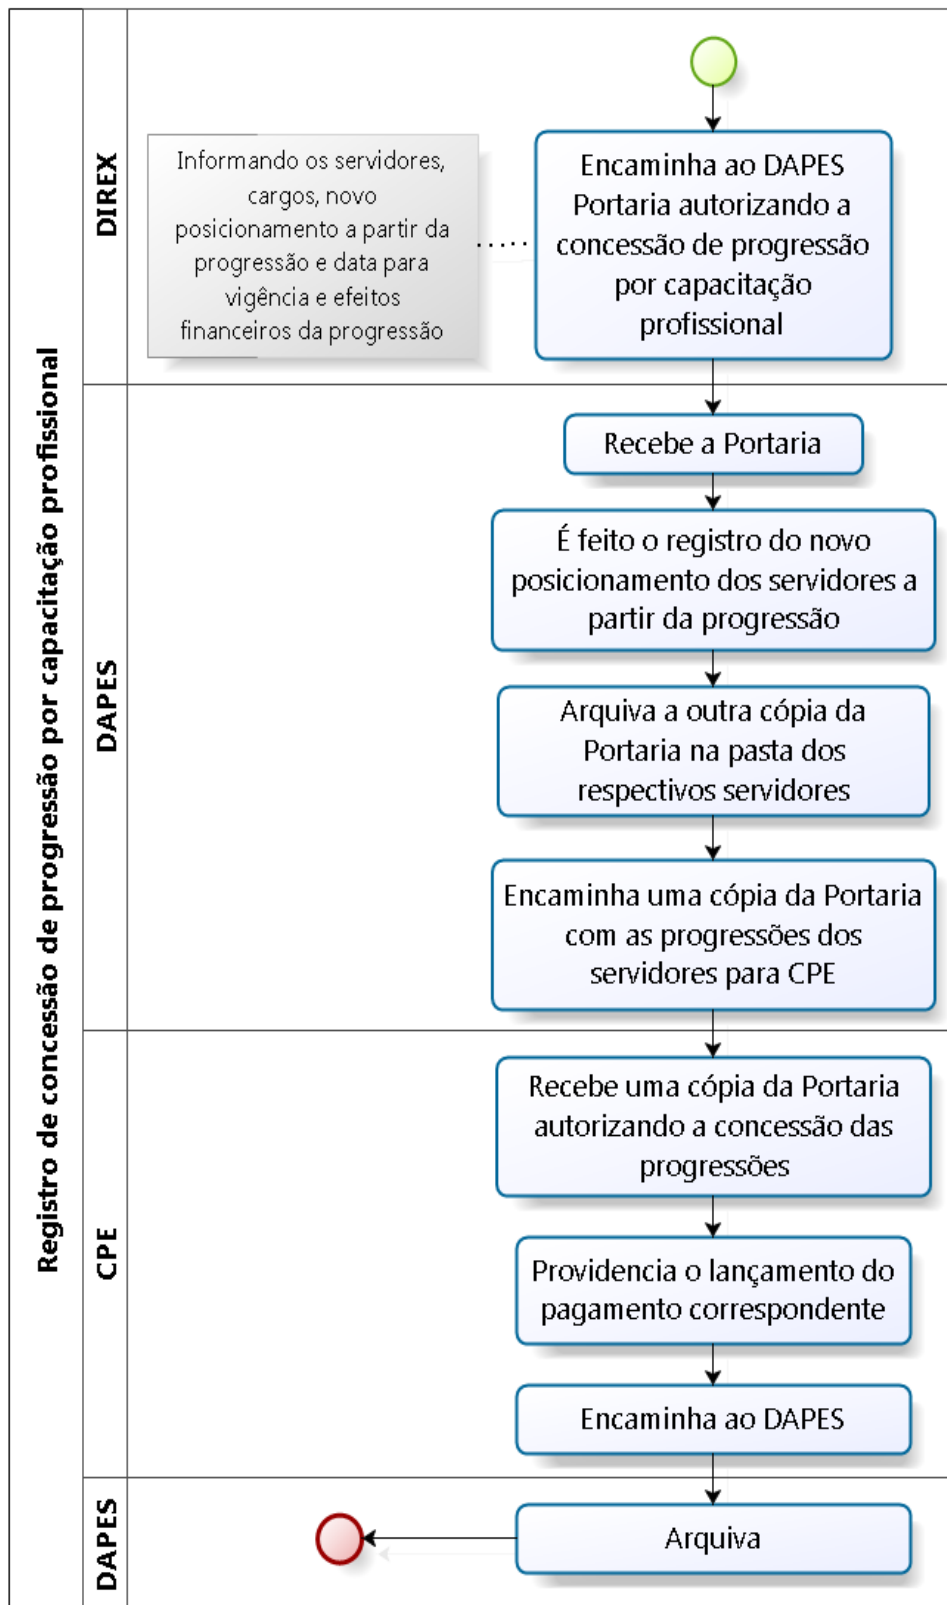 Registro de concessão de progressão por capacitação profissional
DIREX
Informando os servidores,
cargos, novo
posicionamento a partir da
progressão e data para
vigência e efeitos
financeiros da progressão
Encaminha ao DAPES
Portaria autorizando a
concessão de progressão
por capacitação
profissional
DAPES
Recebe a Portaria
É feito o registro do novo
posicionamento dos servidores a
partir da progressão
Arquiva a outra cópia da
Portaria na pasta dos
respectivos servidores
Encaminha uma cópia da Portaria
com as progressões dos
servidores para CPE
CPE
Recebe uma cópia da Portaria
autorizando a concessão das
progressões
Providencia o lançamento do
pagamento correspondente
Encaminha ao DAPES
DAPES
Arquiva